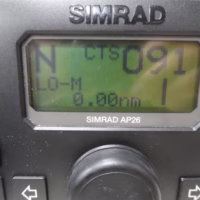 SIMRAD
N CTS 091
LO-M
0.00nm
SIMRAD AP26